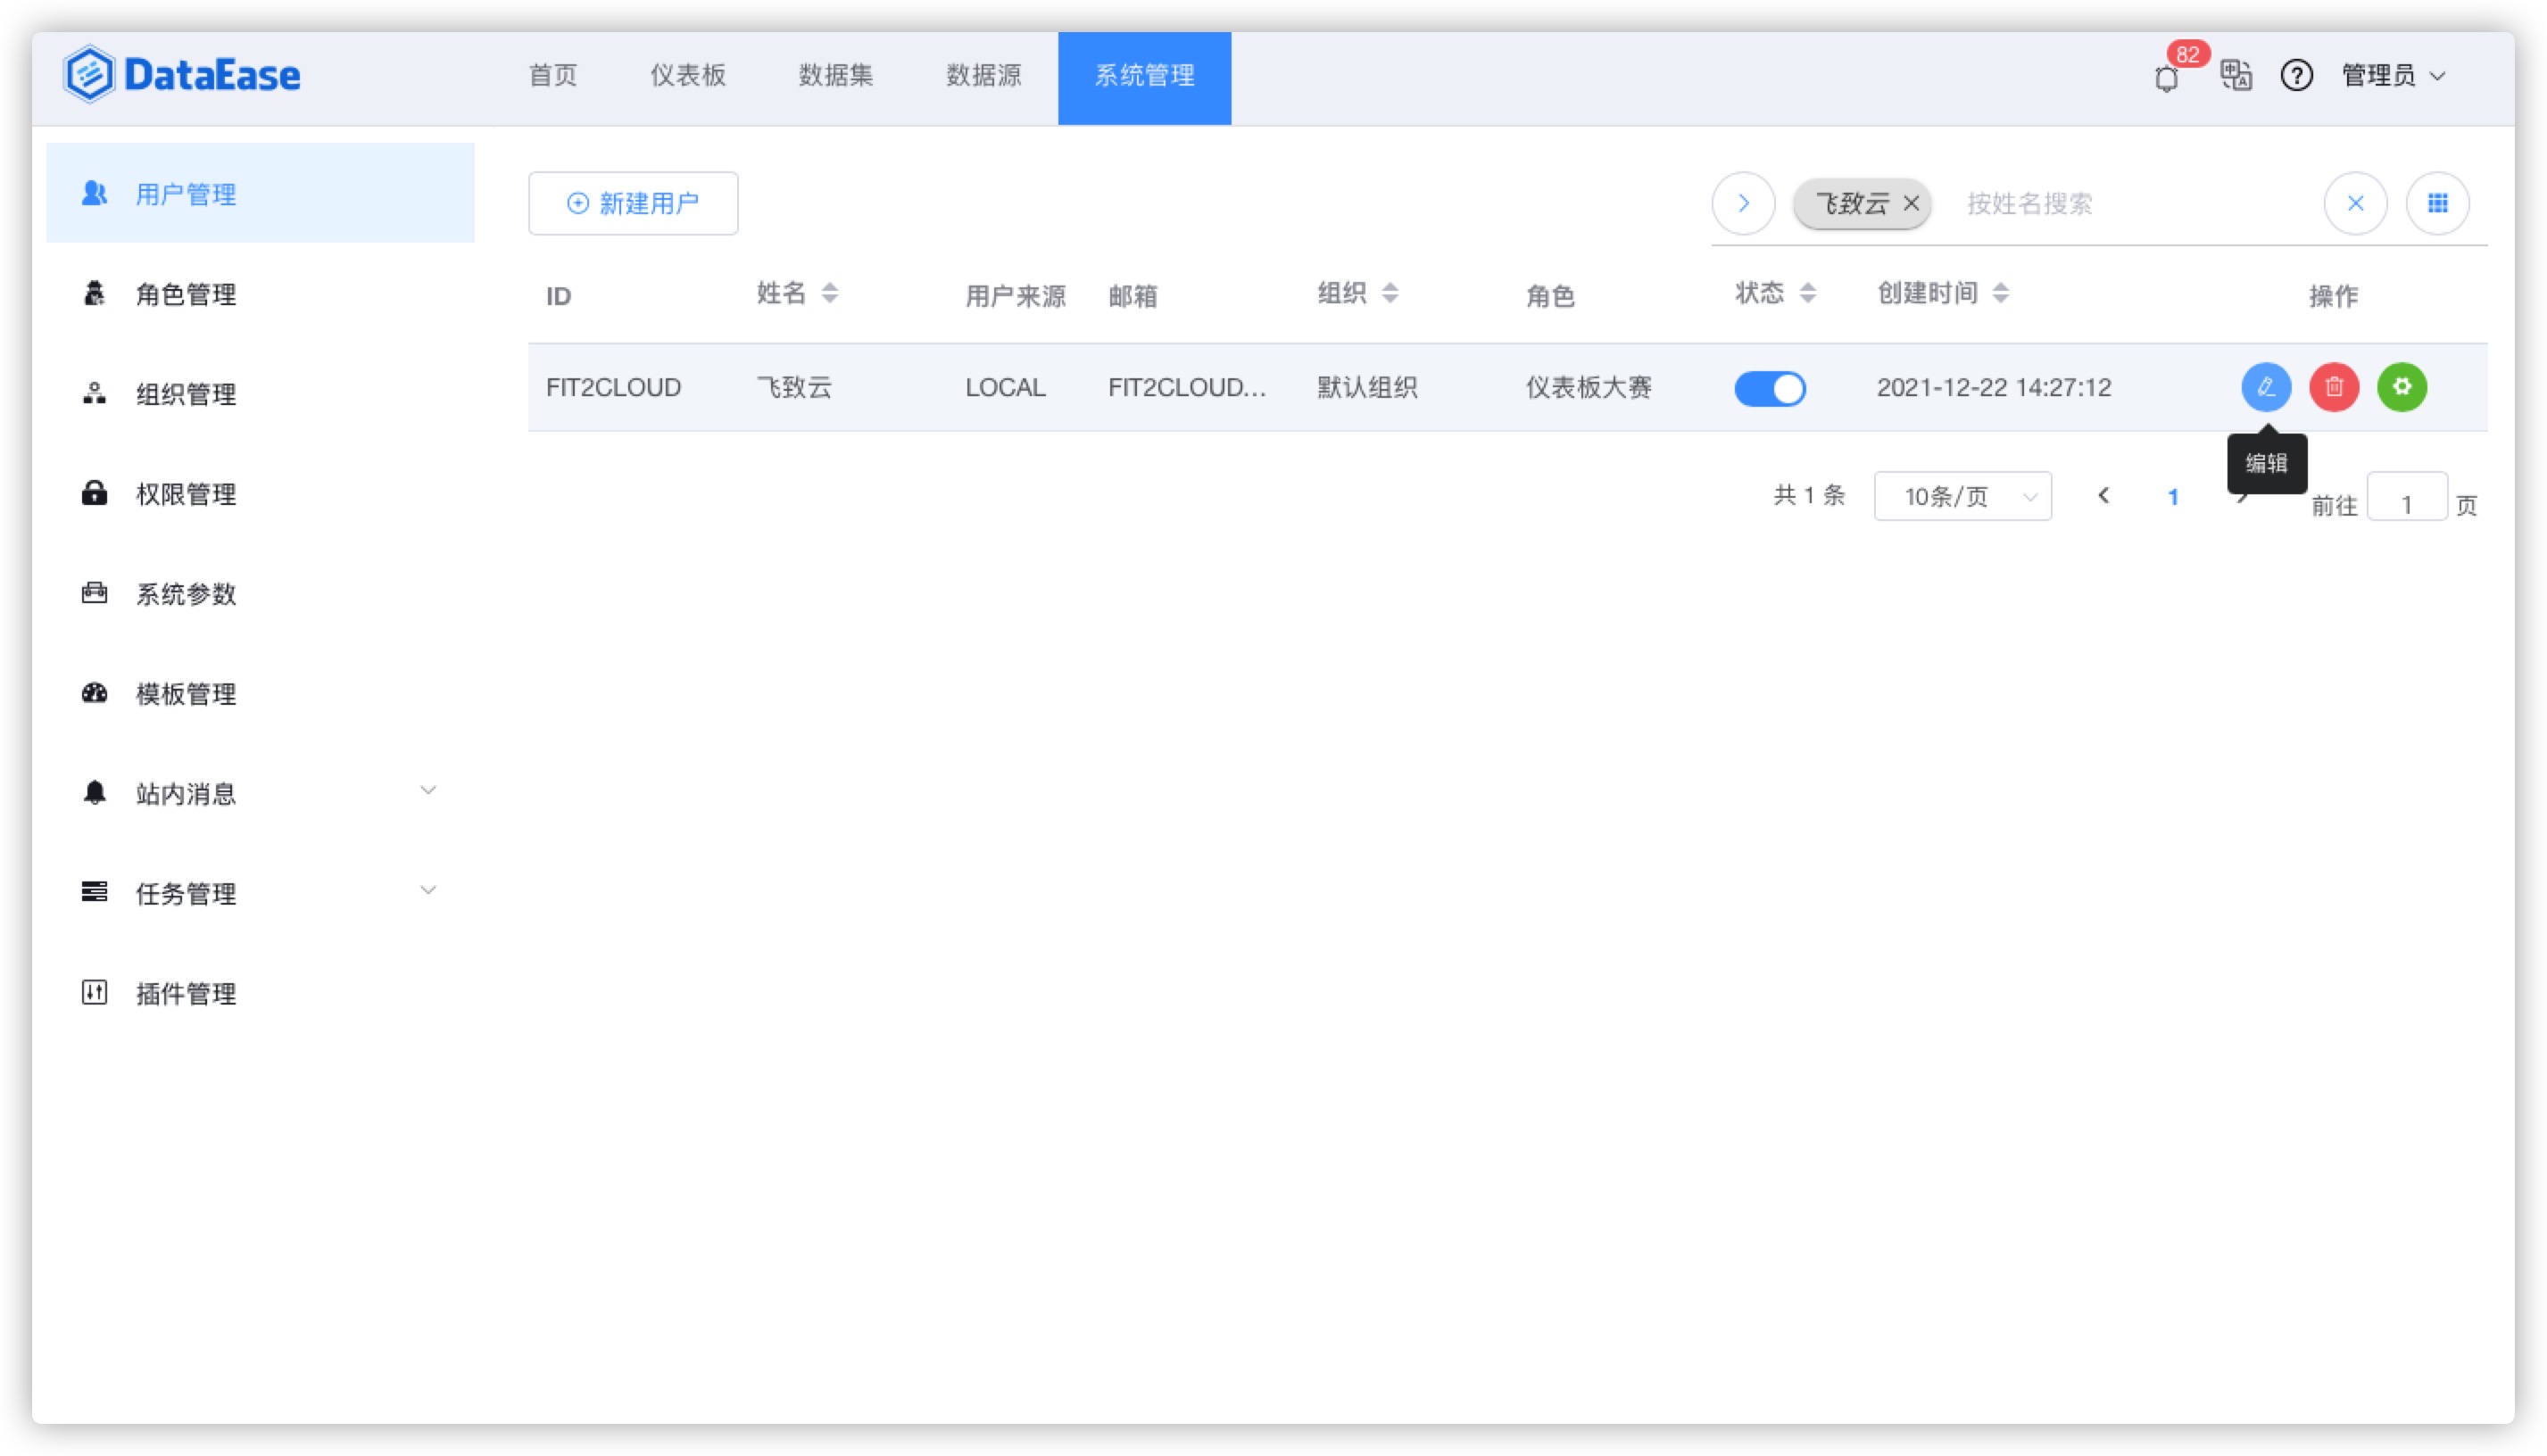 DataEase 首页 仪表板 数据集 数据源 系统管理 82 管理员
用户管理
角色管理
组织管理
权限管理
系统参数
模板管理
站内消息
任务管理
插件管理
新建用户 飞致云 按姓名搜索
ID 姓名 用户来源 邮箱 组织 角色 状态 创建时间 操作
FIT2CLOUD 飞致云 LOCAL FIT2CLOUD... 默认组织 仪表板大赛 2021-12-22 14:27:12
编辑
共 1 条 10条/页 1 前往 1 页